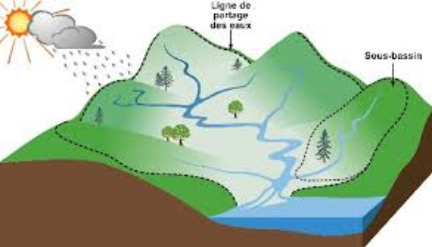 Ligne de
partage
des eaux
Sous-bassin